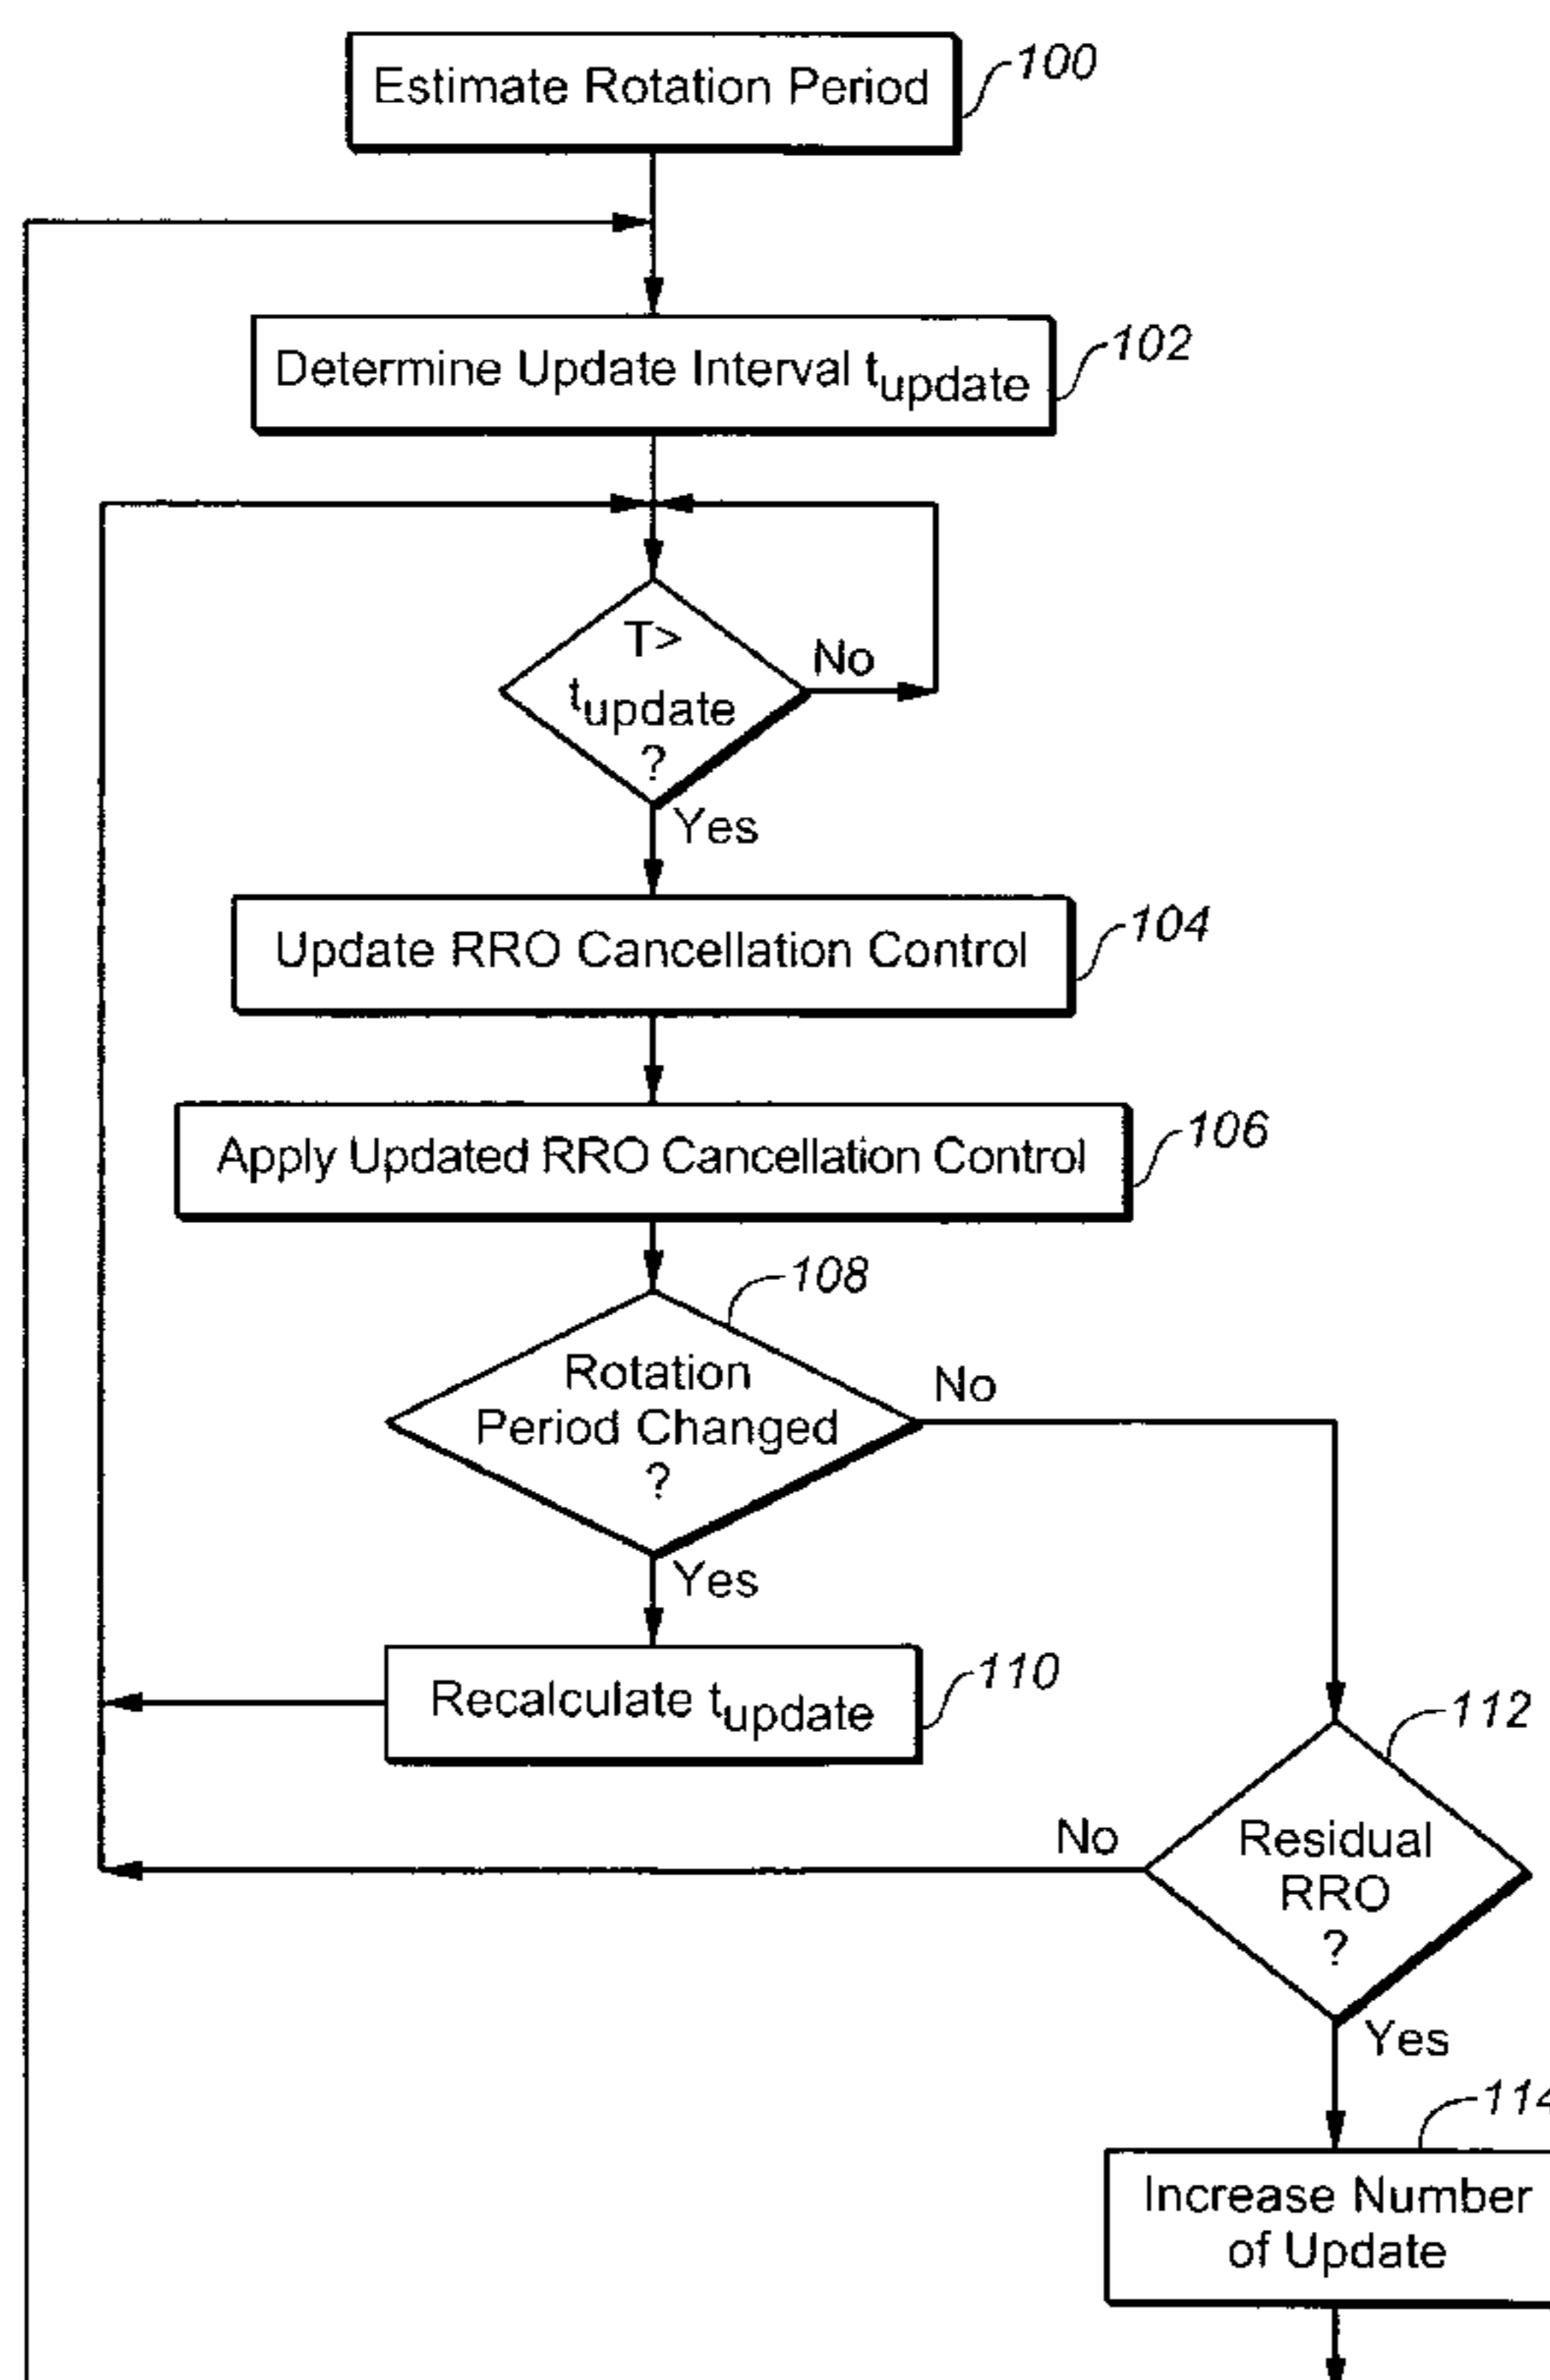 Estimate Rotation Period
100
Determine Update Interval tupdate
102
T>
tupdate
?
No
Yes
Update RRO Cancellation Control
104
Apply Updated RRO Cancellation Control
106
108
Rotation
Period Changed
?
No
Yes
Recalculate tupdate
110
112
No
Residual
RRO
?
Yes
114
Increase Number
of Update